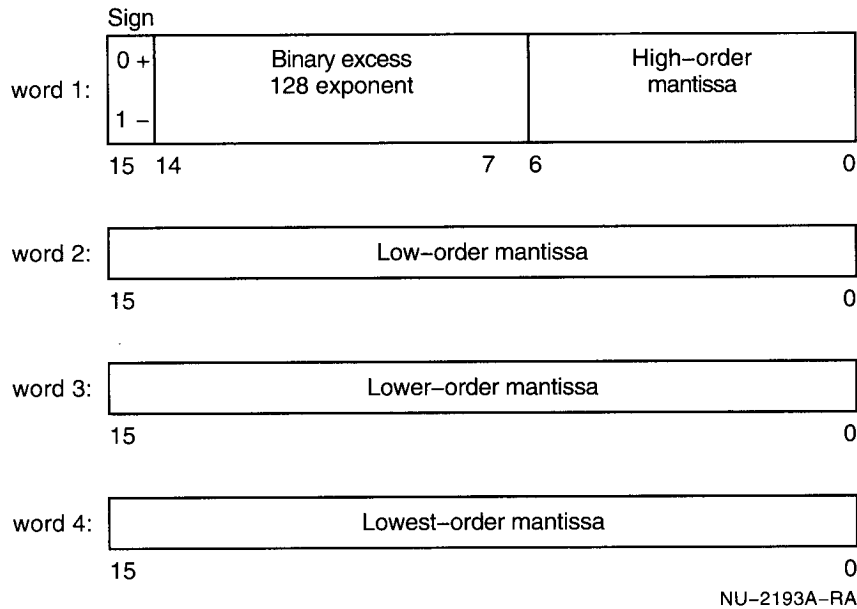 Sign
word 1:
0 +
1 –
Binary excess
128 exponent
High–order
mantissa
15 14 7 6 0
word 2:
Low–order mantissa
15 0
word 3:
Lower–order mantissa
15 0
word 4:
Lowest–order mantissa
15 0
NU–2193A–RA